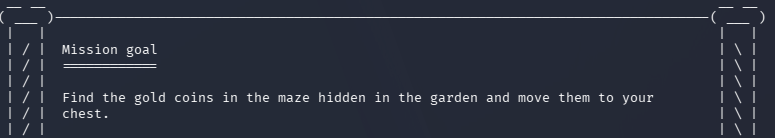 Mission goal
============
Find the gold coins in the maze hidden in the garden and move them to your
chest.